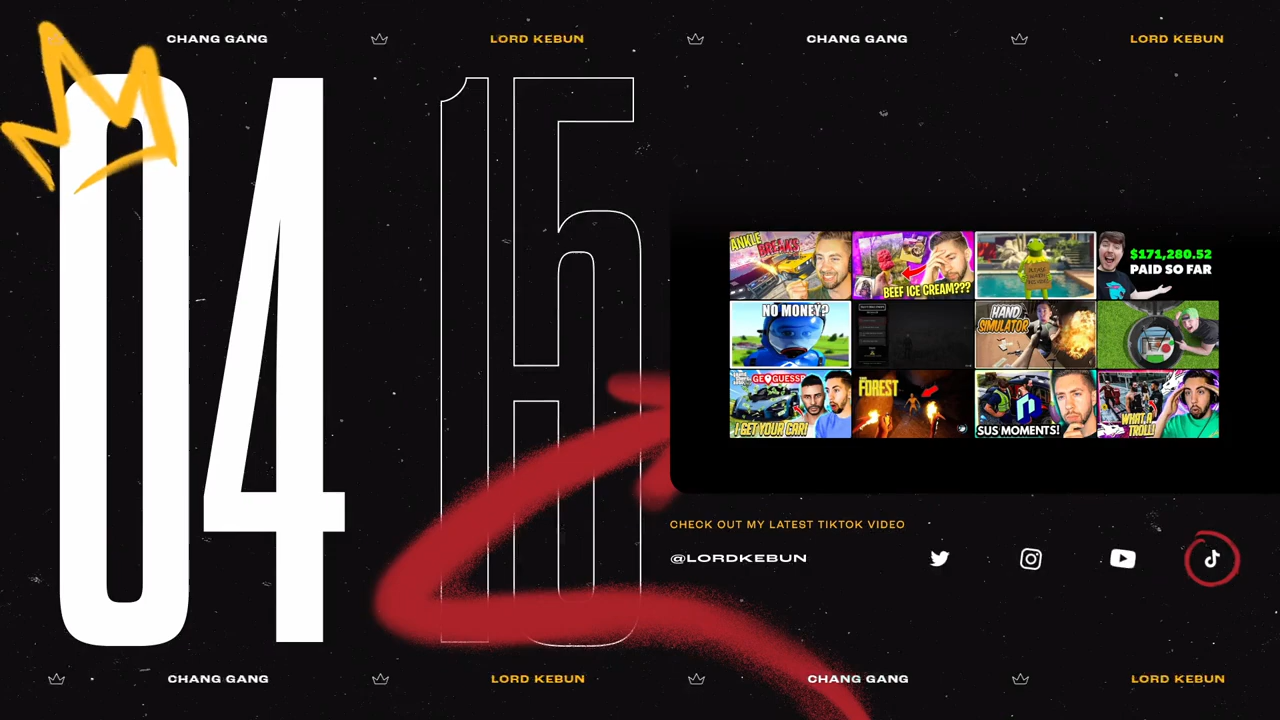 CHANG GANG LORD KEBUN CHANG GANG LORD KEBUN
04 15
ANKLE BREAKS
BEEF ICE CREAM???
$171,280.52
PAID SO FAR
NO MONEY?
HAND SIMULATOR
GEOGUESSR
I GET YOUR CAR!
THE FOREST
SUS MOMENTS!
WHAT A TROLL!
CHECK OUT MY LATEST TIKTOK VIDEO
@LORDKEBUN
CHANG GANG LORD KEBUN CHANG GANG LORD KEBUN